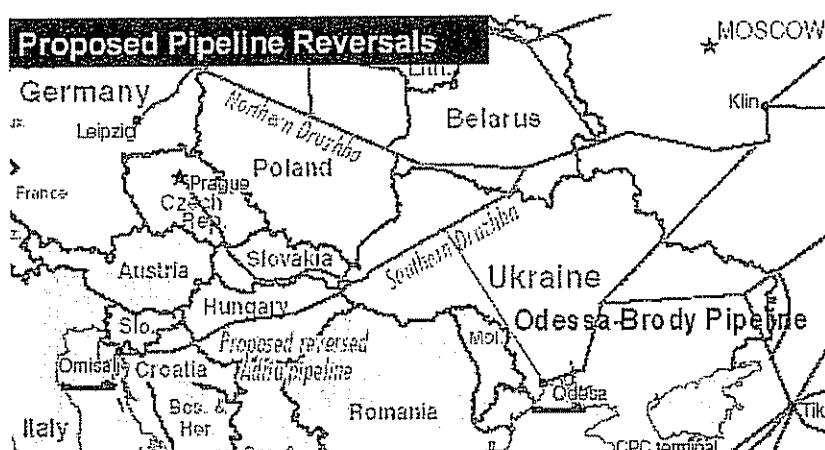 Proposed Pipeline Reversals
MOSCOW
Lith.
Germany
Klin
Northern Druzhba
Belarus
Leipzig
Poland
Prague
France
Czech
Rep.
Southern Druzhba
Slovakia
Austria
Ukraine
Hungary
Slo.
Odessa-Brody Pipeline
Mol.
Proposed reversed
Adria pipeline
Omisalj
Croatia
Odesa
Bos. &
Her.
Romania
Italy
Tik
CPC terminal